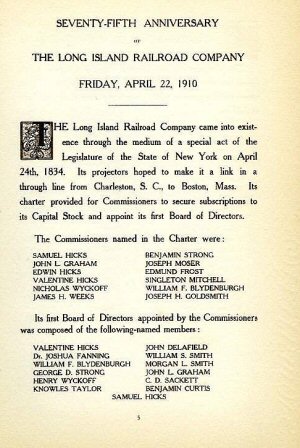 SEVENTY-FIFTH ANNIVERSARY
OF
THE LONG ISLAND RAILROAD COMPANY
FRIDAY, APRIL 22, 1910
THE Long Island Railroad Company came into exist-
ence through the medium of a special act of the
Legislature of the State of New York on April
24th, 1834. Its projectors hoped to make it a link in a
through line from Charleston, S. C., to Boston, Mass. Its
charter provided for Commissioners to secure subscriptions to
its Capital Stock and appoint its first Board of Directors.
The Commissioners named in the Charter were :
SAMUEL HICKS BENJAMIN STRONG
JOHN L. GRAHAM JOSEPH MOSER
EDWIN HICKS EDMUND FROST
VALENTINE HICKS SINGLETON MITCHELL
NICHOLAS WYCKOFF WILLIAM F. BLYDENBURGH
JAMES H. WEEKS JOSEPH H. GOLDSMITH
Its first Board of Directors appointed by the Commissioners
was composed of the following-named members :
VALENTINE HICKS JOHN DELAFIELD
Dr. JOSHUA FANNING WILLIAM S. SMITH
WILLIAM F. BLYDENBURGH MORGAN L. SMITH
GEORGE D. STRONG JOHN L. GRAHAM
HENRY WYCKOFF C. D. SACKETT
KNOWLES TAYLOR BENJAMIN CURTIS
SAMUEL HICKS
5